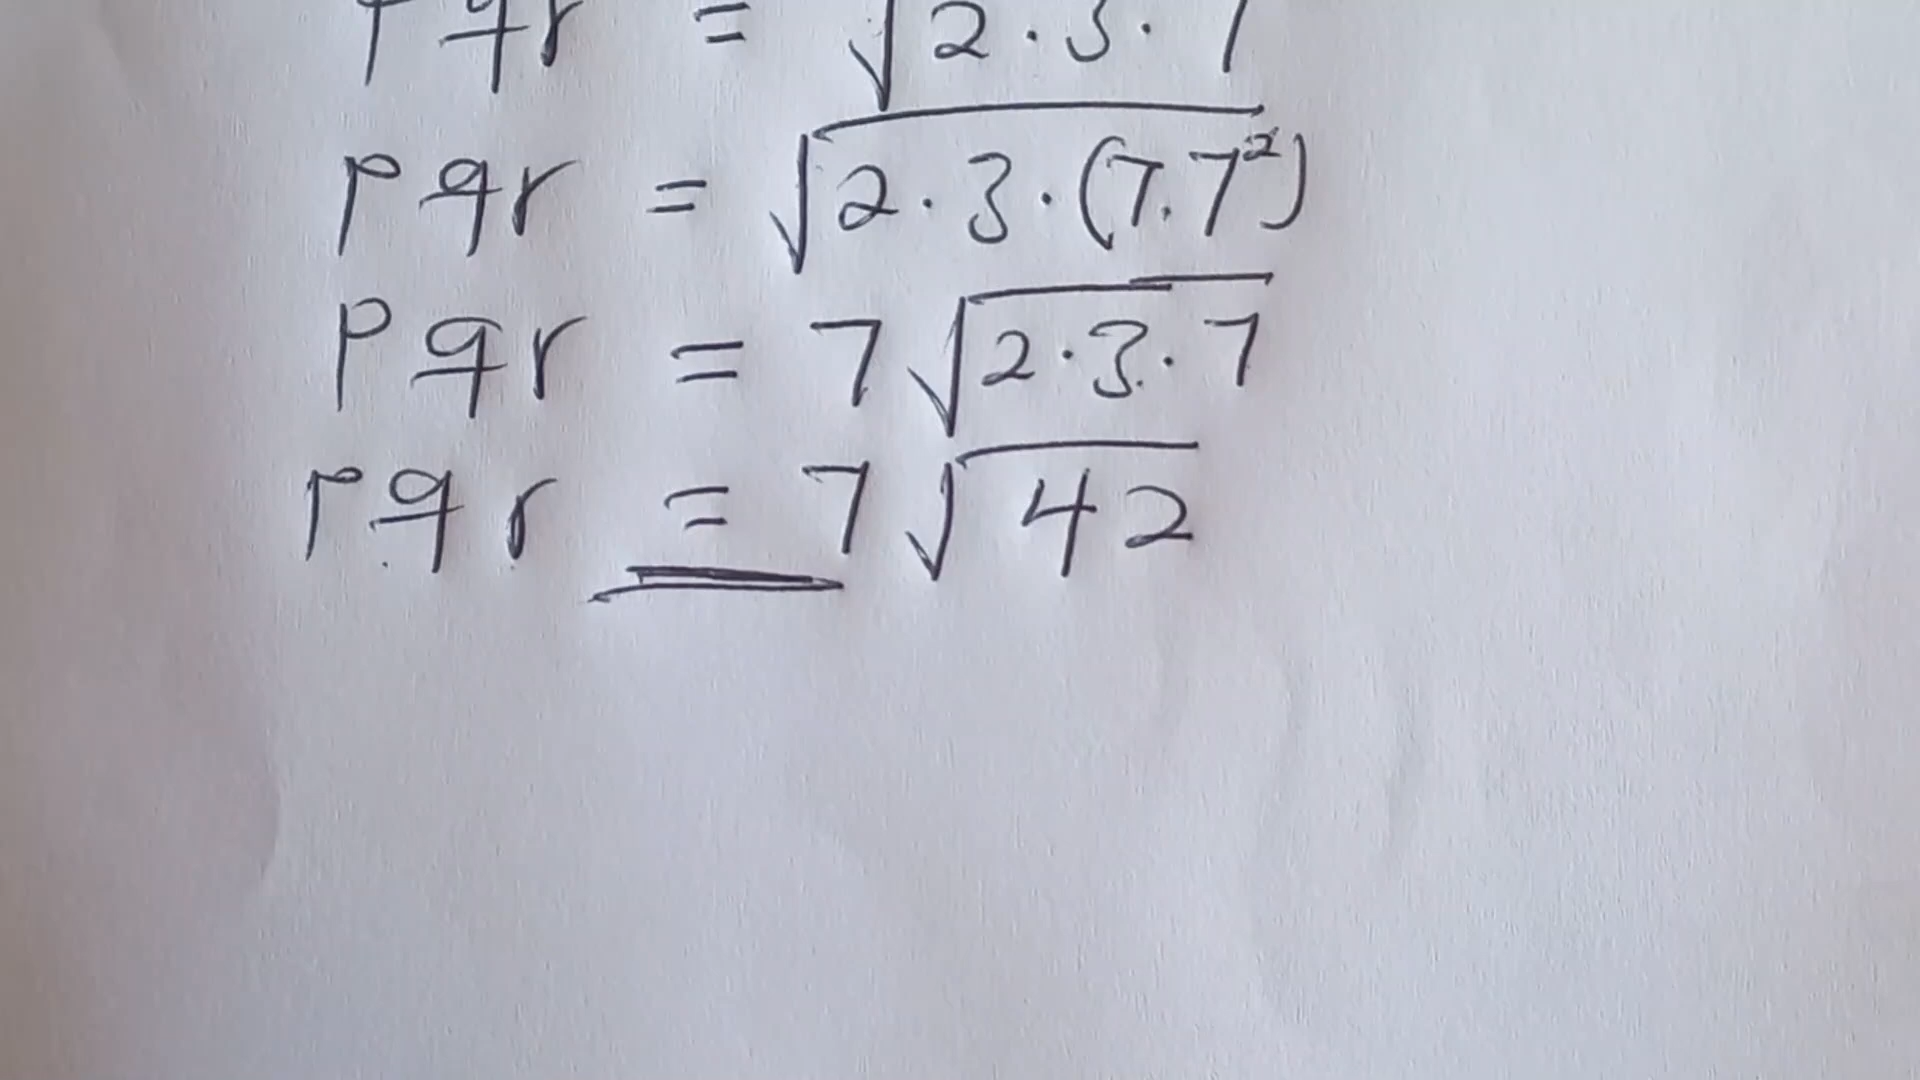 pqr = √2·3·7
pqr = √2·3·(7·7²)
pqr = 7√2·3·7
pqr = 7√42